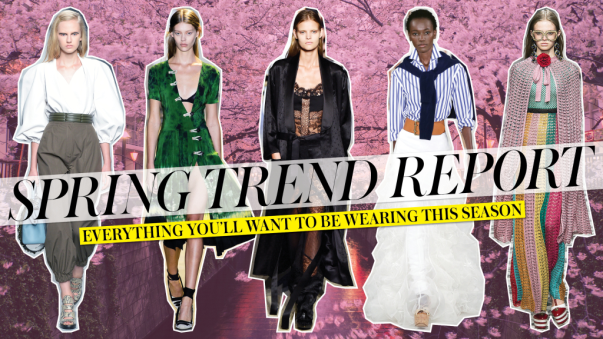 SPRING TREND REPORT
EVERYTHING YOU'LL WANT TO BE WEARING THIS SEASON